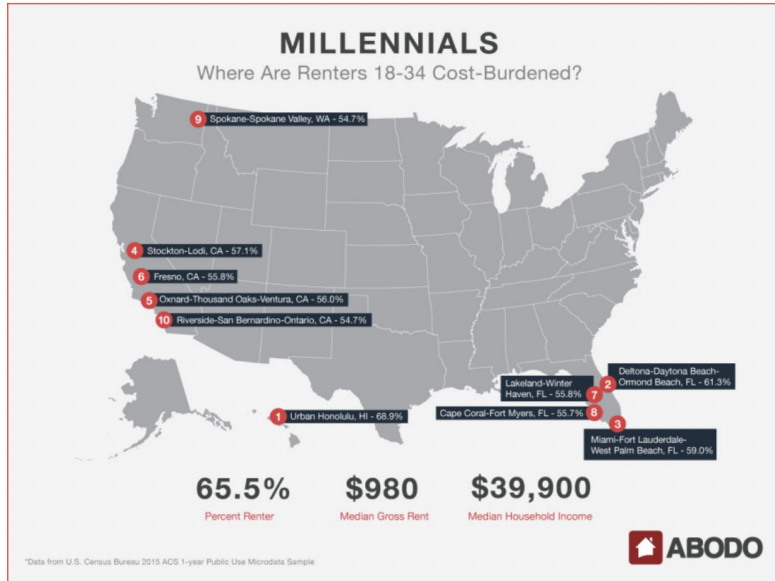 MILLENNIALS
Where Are Renters 18-34 Cost-Burdened?
9 Spokane-Spokane Valley, WA - 54.7%
4 Stockton-Lodi, CA - 57.1%
6 Fresno, CA - 55.8%
5 Oxnard-Thousand Oaks-Ventura, CA - 56.0%
10 Riverside-San Bernardino-Ontario, CA - 54.7%
1 Urban Honolulu, HI - 68.9%
2 Deltona-Daytona Beach-
Ormond Beach, FL - 61.3%
Lakeland-Winter
Haven, FL - 55.8% 7
Cape Coral-Fort Myers, FL - 55.7% 8
3
Miami-Fort Lauderdale-
West Palm Beach, FL - 59.0%
65.5%
Percent Renter
$980
Median Gross Rent
$39,900
Median Household Income
*Data from U.S. Census Bureau 2015 ACS 1-year Public Use Microdata Sample
ABODO